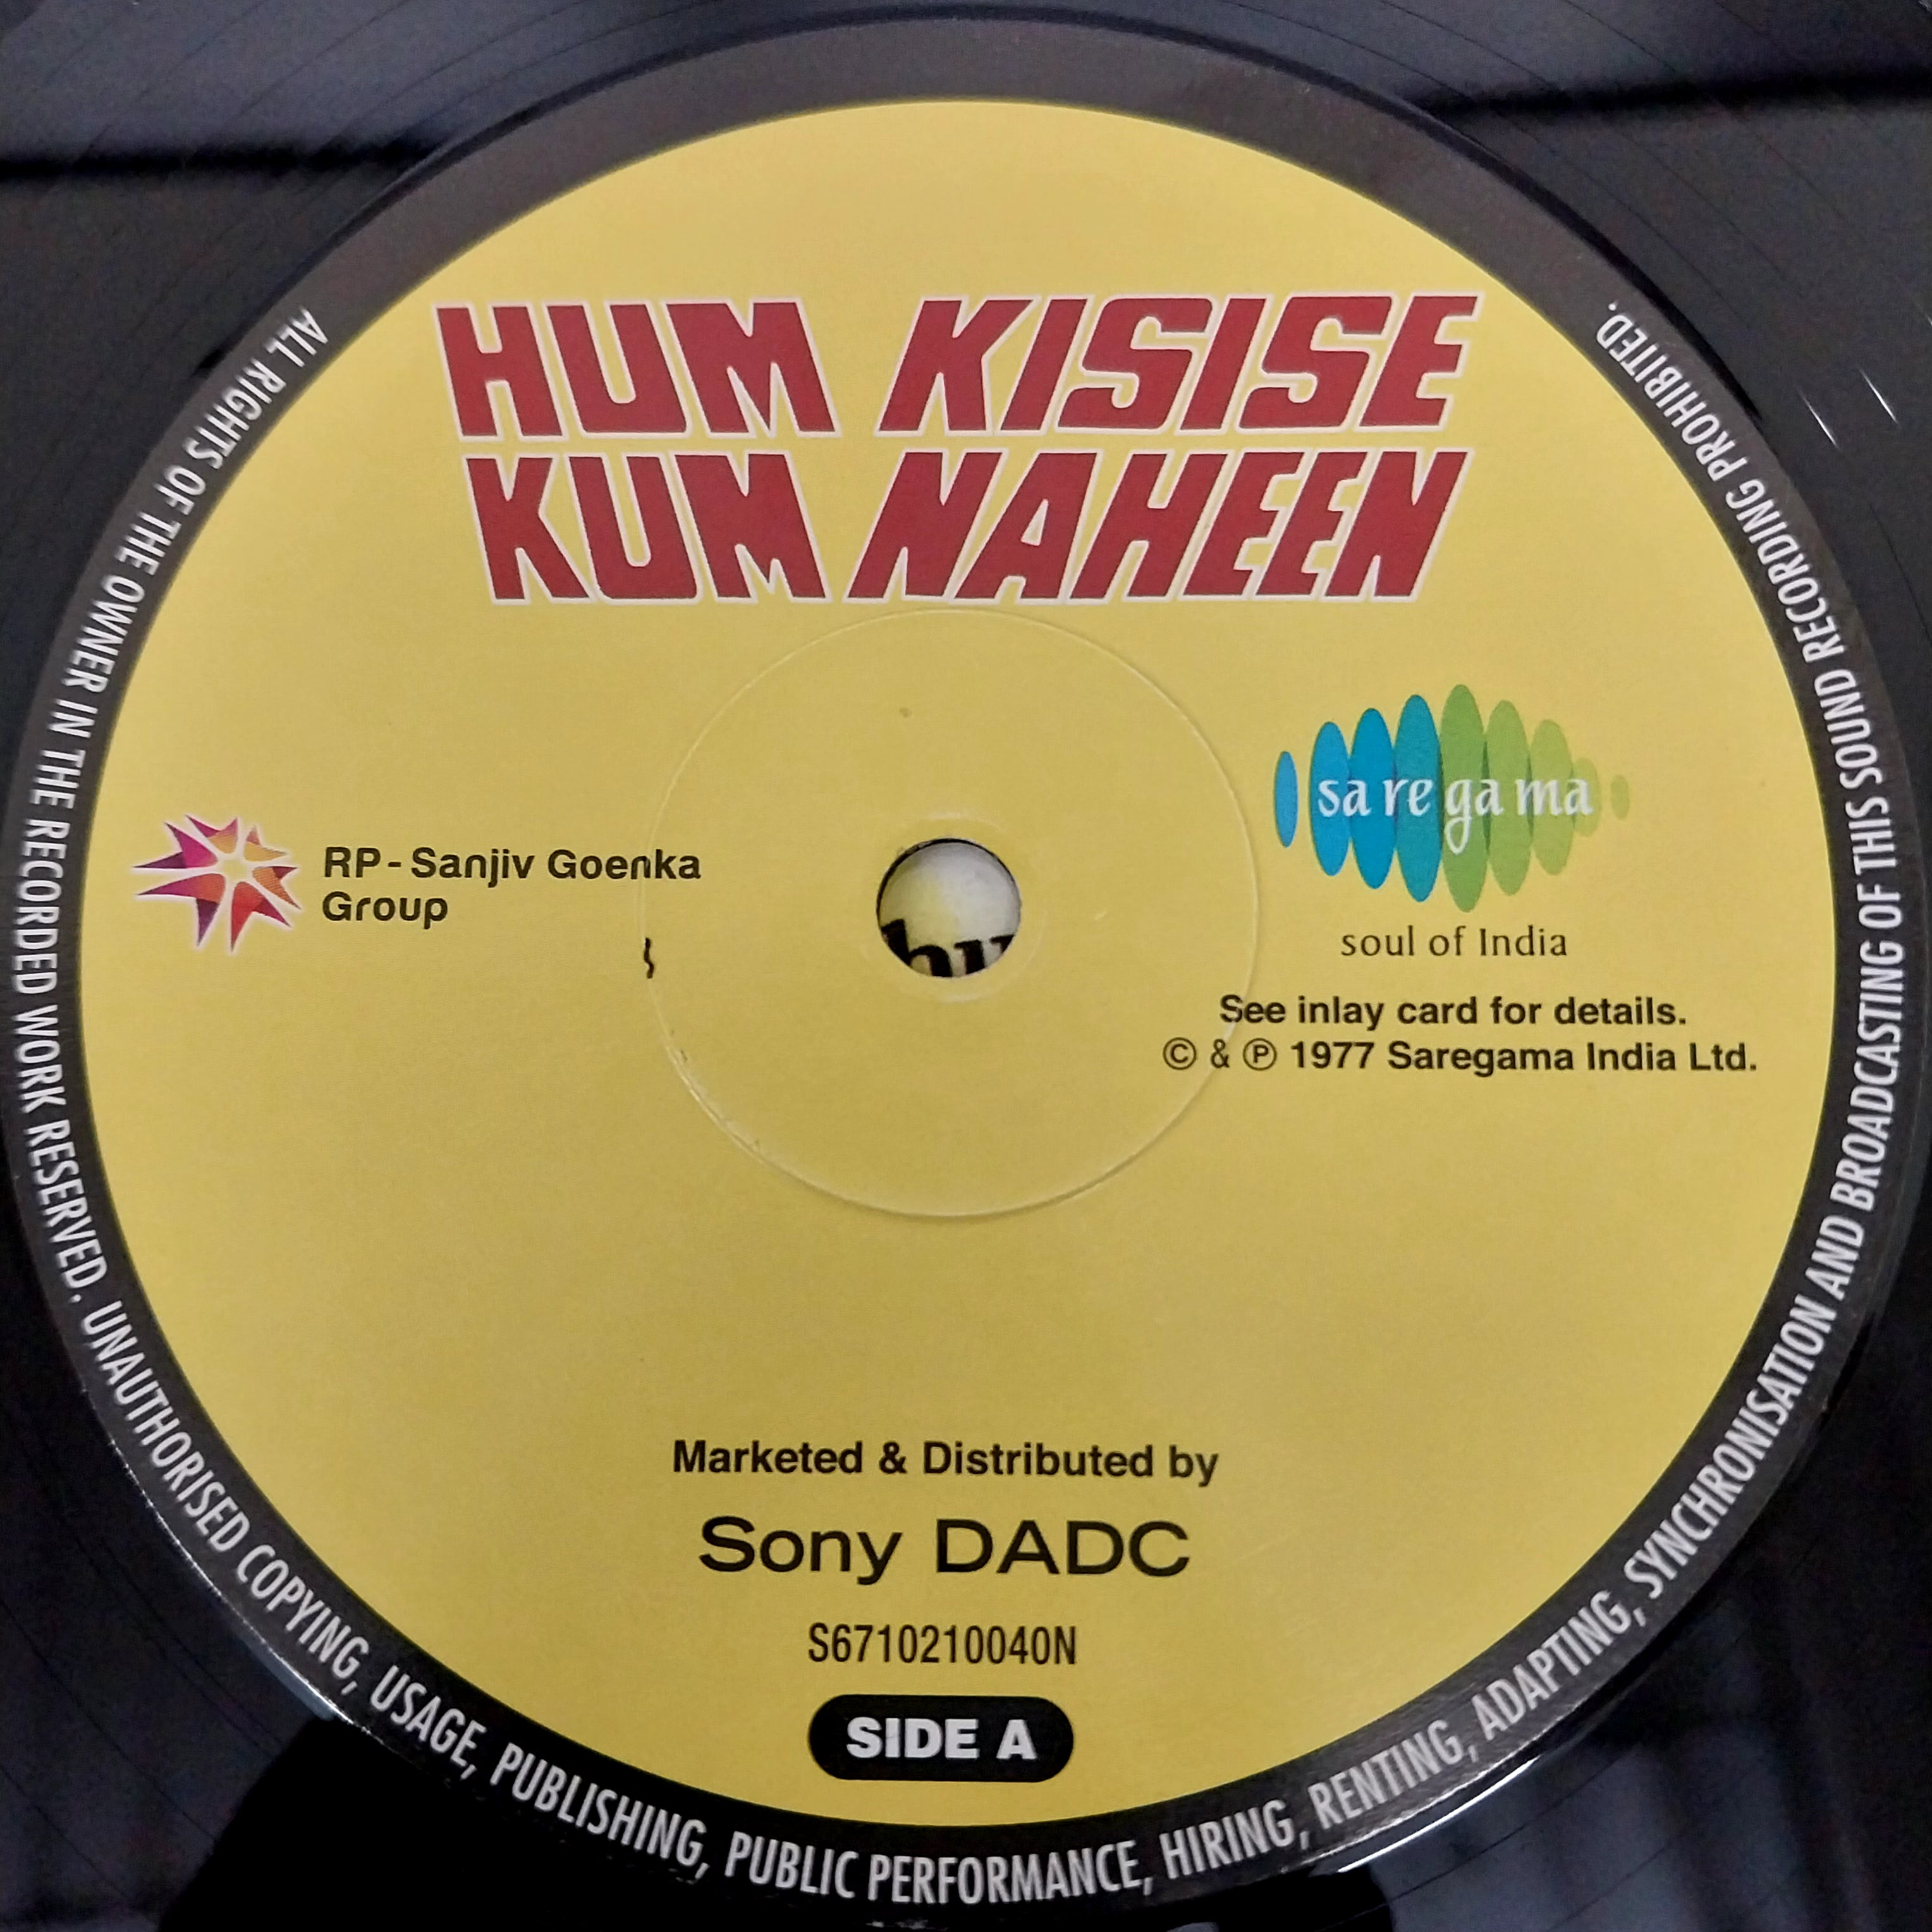 HUM KISISE
KUM NAHEEN
RP-Sanjiv Goenka
Group
sa re ga ma
soul of India
See inlay card for details.
© & ℗ 1977 Saregama India Ltd.
Marketed & Distributed by
Sony DADC
S6710210040N
SIDE A
ALL RIGHTS OF THE OWNER IN THE RECORDED WORK RESERVED. UNAUTHORISED COPYING, USAGE, PUBLISHING, PUBLIC PERFORMANCE, HIRING, RENTING, ADAPTING, SYNCHRONISATION AND BROADCASTING OF THIS SOUND RECORDING PROHIBITED.